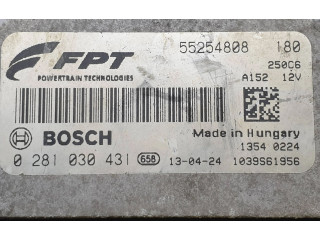 FPT
POWERTRAIN TECHNOLOGIES
55254808 180
250C6
A152 12V
BOSCH
Made in Hungary
1354 0224
0 281 030 431 658 13-04-24 1039S61956